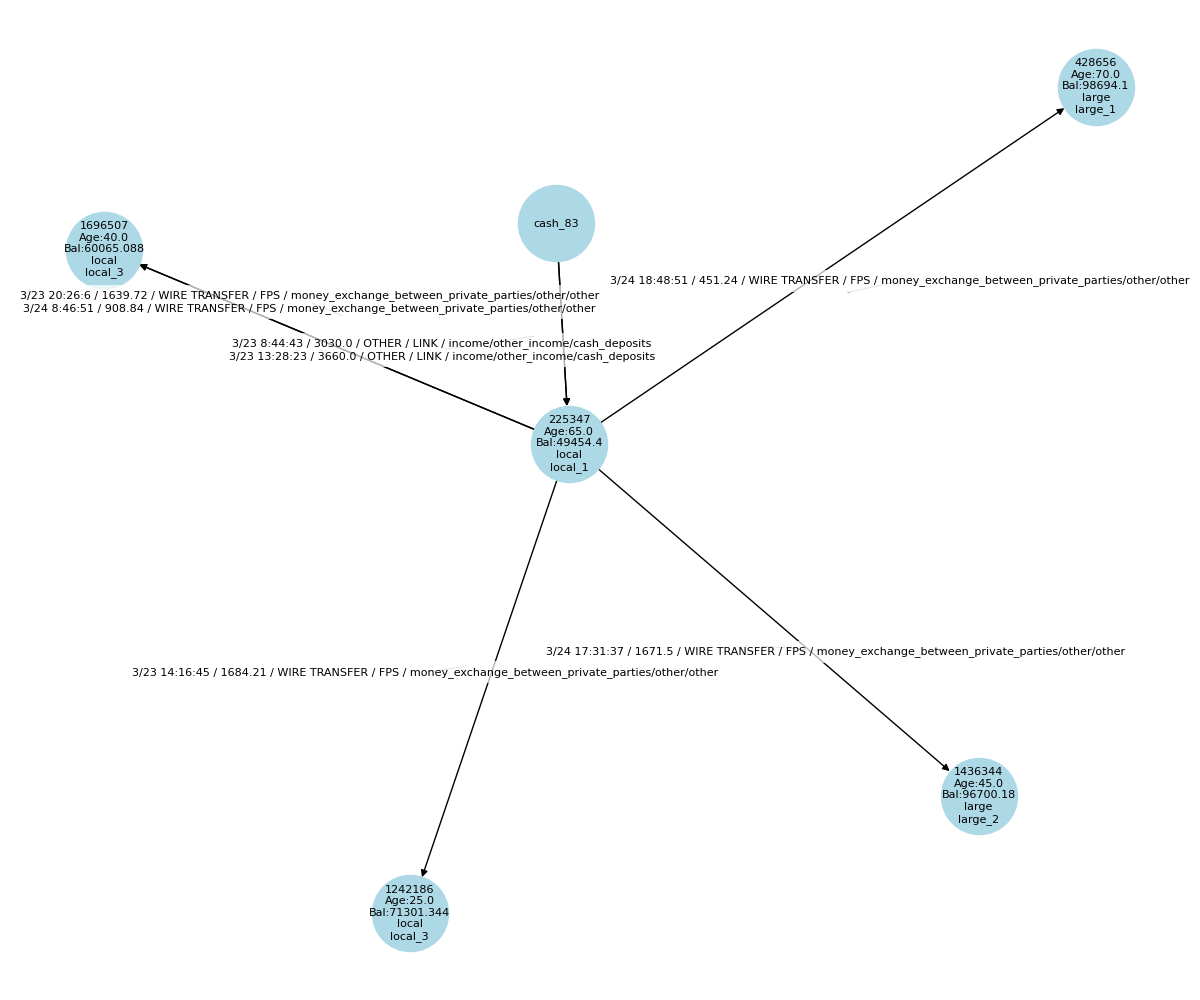 428656
Age:70.0
Bal:98694.1
large
large_1
cash_83
1696507
Age:40.0
Bal:60065.088
local
local_3
3/24 18:48:51 / 451.24 / WIRE TRANSFER / FPS / money_exchange_between_private_parties/other/other
3/23 20:26:6 / 1639.72 / WIRE TRANSFER / FPS / money_exchange_between_private_parties/other/other
3/24 8:46:51 / 908.84 / WIRE TRANSFER / FPS / money_exchange_between_private_parties/other/other
3/23 8:44:43 / 3030.0 / OTHER / LINK / income/other_income/cash_deposits
3/23 13:28:23 / 3660.0 / OTHER / LINK / income/other_income/cash_deposits
225347
Age:65.0
Bal:49454.4
local
local_1
3/24 17:31:37 / 1671.5 / WIRE TRANSFER / FPS / money_exchange_between_private_parties/other/other
3/23 14:16:45 / 1684.21 / WIRE TRANSFER / FPS / money_exchange_between_private_parties/other/other
1436344
Age:45.0
Bal:96700.18
large
large_2
1242186
Age:25.0
Bal:71301.344
local
local_3